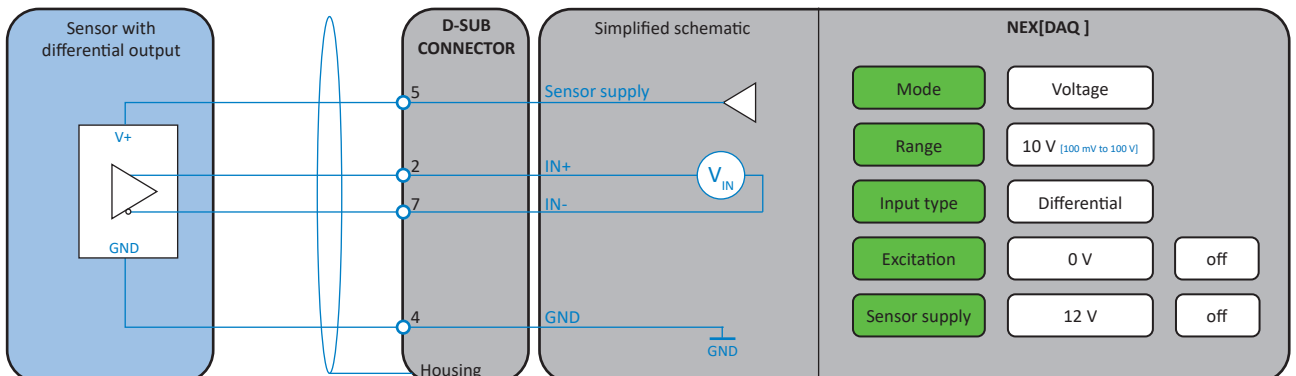 Sensor with
differential output
V+
GND
D-SUB
CONNECTOR
5
2
7
4
Housing
Simplified schematic
Sensor supply
IN+
VIN
IN-
GND
GND
NEX[DAQ ]
Mode Voltage
Range 10 V [100 mV to 100 V]
Input type Differential
Excitation 0 V off
Sensor supply 12 V off